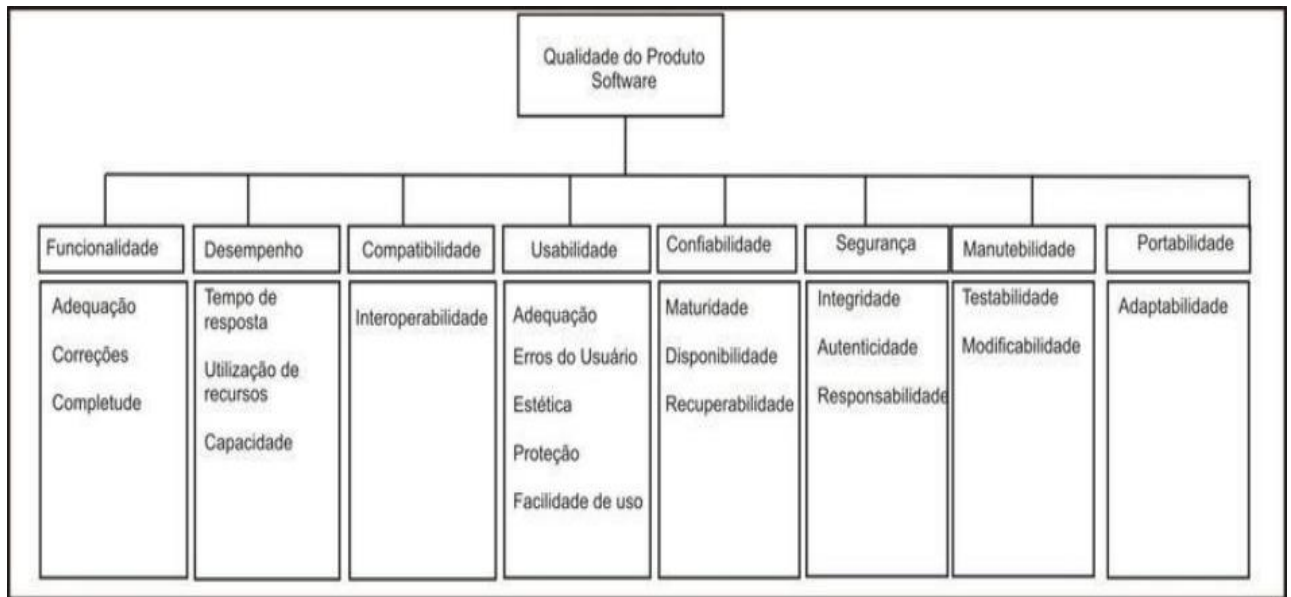 Qualidade do Produto
Software
Funcionalidade
Desempenho
Compatibilidade
Usabilidade
Confiabilidade
Segurança
Manutebilidade
Portabilidade
Adequação
Correções
Completude
Tempo de
resposta
Utilização de
recursos
Capacidade
Interoperabilidade
Adequação
Erros do Usuário
Estética
Proteção
Facilidade de uso
Maturidade
Disponibilidade
Recuperabilidade
Integridade
Autenticidade
Responsabilidade
Testabilidade
Modificabilidade
Adaptabilidade